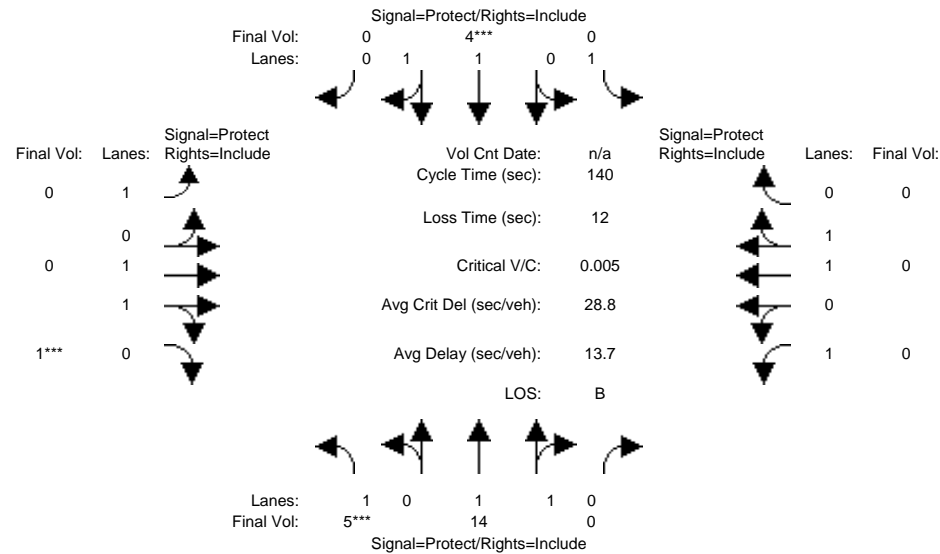 Signal=Protect/Rights=Include
Final Vol: 0 4*** 0
Lanes: 0 1 1 0 1
Signal=Protect
Final Vol: Lanes: Rights=Include
Vol Cnt Date: n/a
Signal=Protect
Rights=Include Lanes: Final Vol:
Cycle Time (sec): 140
0 1
0 0
Loss Time (sec): 12
0
1
0 1
Critical V/C: 0.005
1 0
1
Avg Crit Del (sec/veh): 28.8
0
1*** 0
Avg Delay (sec/veh): 13.7
1 0
LOS: B
Lanes: 1 0 1 1 0
Final Vol: 5*** 14 0
Signal=Protect/Rights=Include